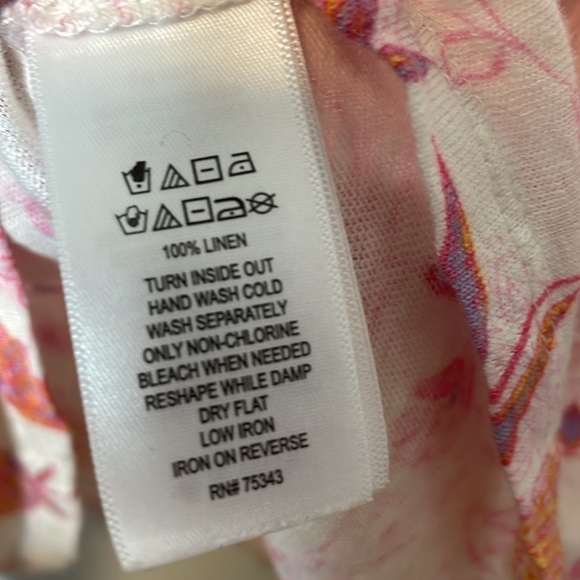 100% LINEN
TURN INSIDE OUT
HAND WASH COLD
WASH SEPARATELY
ONLY NON-CHLORINE
BLEACH WHEN NEEDED
RESHAPE WHILE DAMP
DRY FLAT
LOW IRON
IRON ON REVERSE
RN# 75343